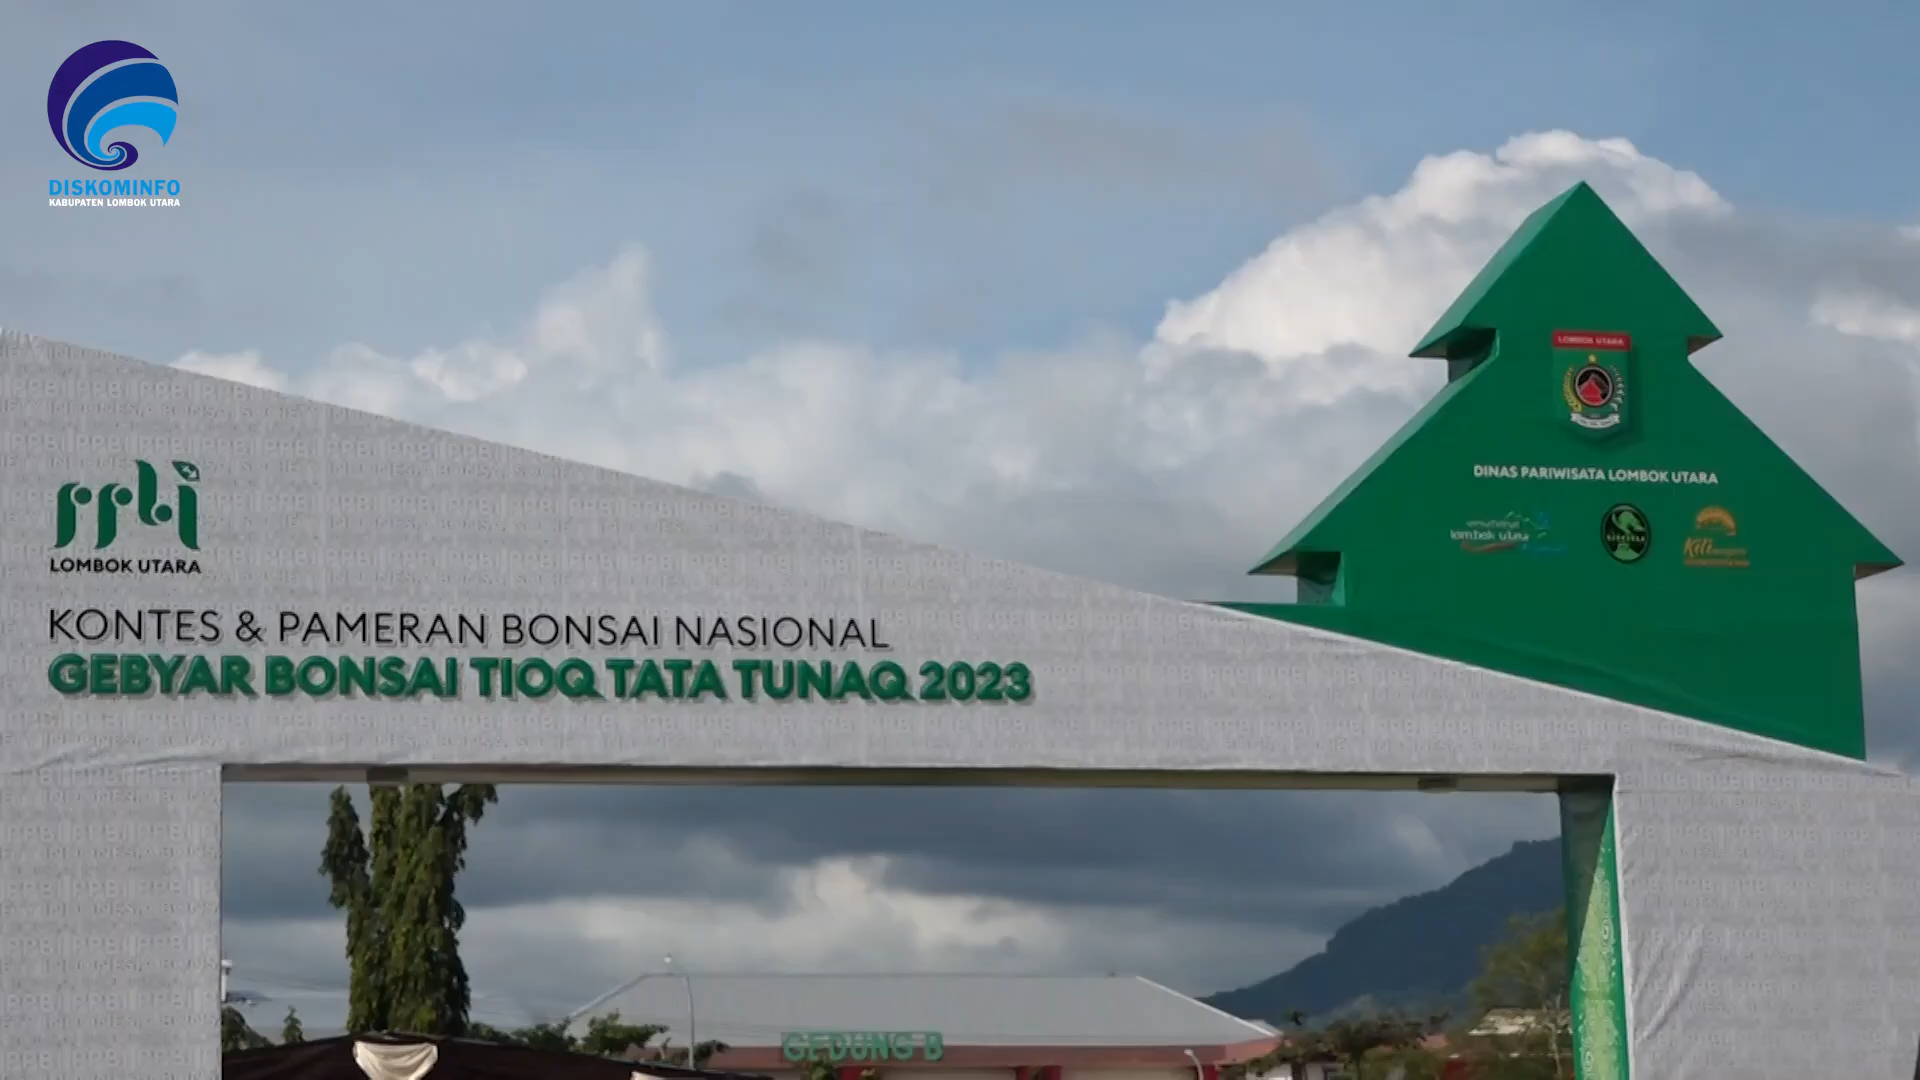 DISKOMINFO
KABUPATEN LOMBOK UTARA
LOMBOK UTARA
DINAS PARIWISATA LOMBOK UTARA
lombok utara
ppbi
LOMBOK UTARA
KONTES & PAMERAN BONSAI NASIONAL
GEBYAR BONSAI TIOQ TATA TUNAQ 2023
GEDUNG B